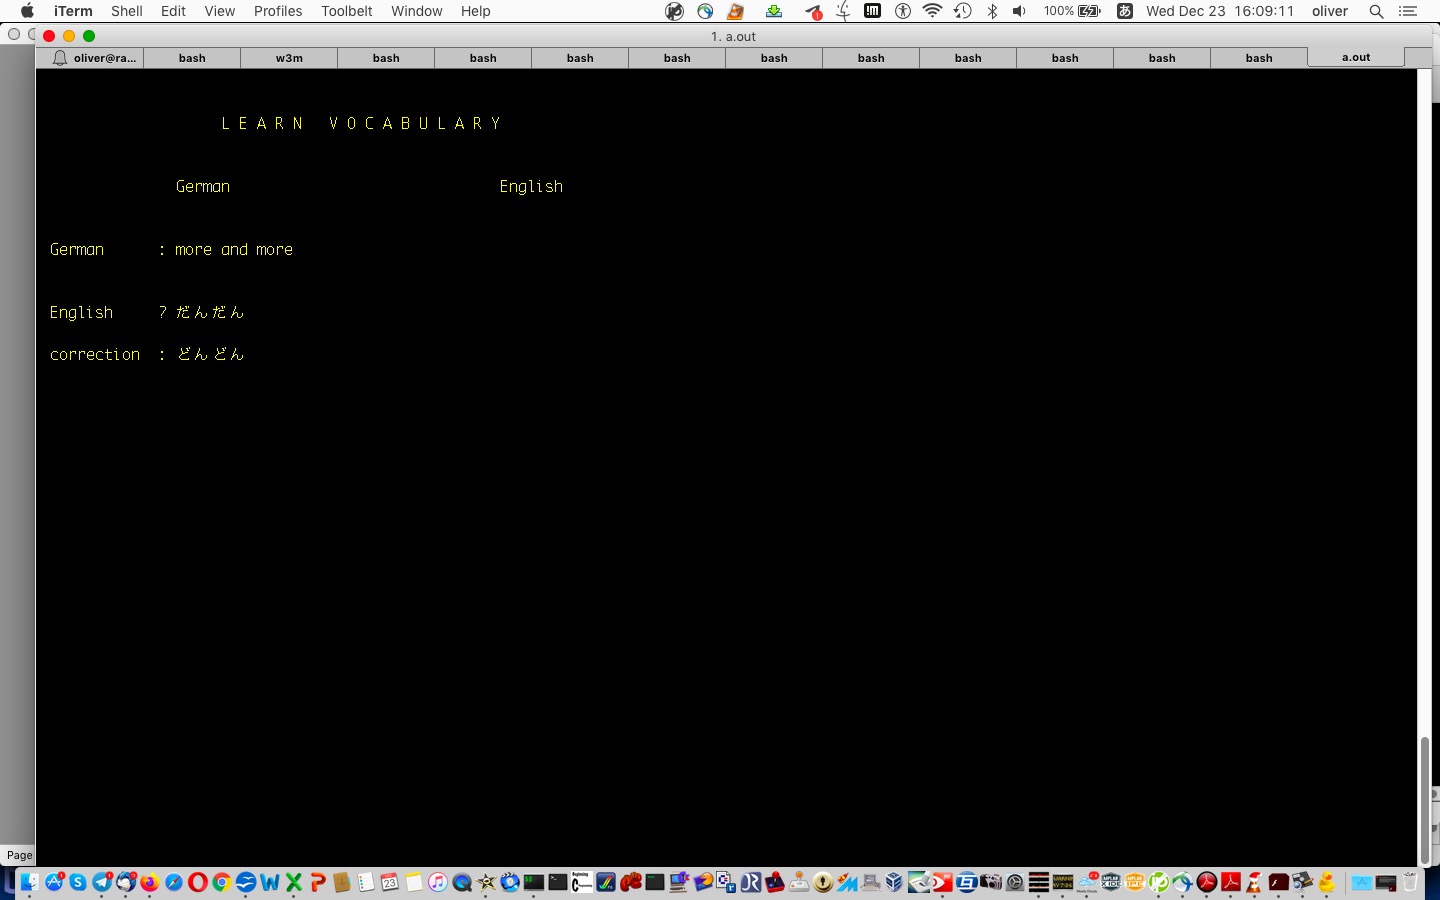 iTerm Shell Edit View Profiles Toolbelt Window Help 100% あ Wed Dec 23 16:09:11 oliver
1. a.out
oliver@ra... bash w3m bash bash bash bash bash bash bash bash bash bash a.out
L E A R N V O C A B U L A R Y
German English
German : more and more
English ? だんだん
correction : どんどん
Page